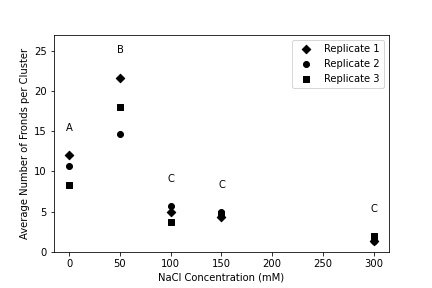 Replicate 1
Replicate 2
Replicate 3
A
B
C
C
C
25
20
15
10
5
0
Average Number of Fronds per Cluster
0 50 100 150 200 250 300
NaCl Concentration (mM)